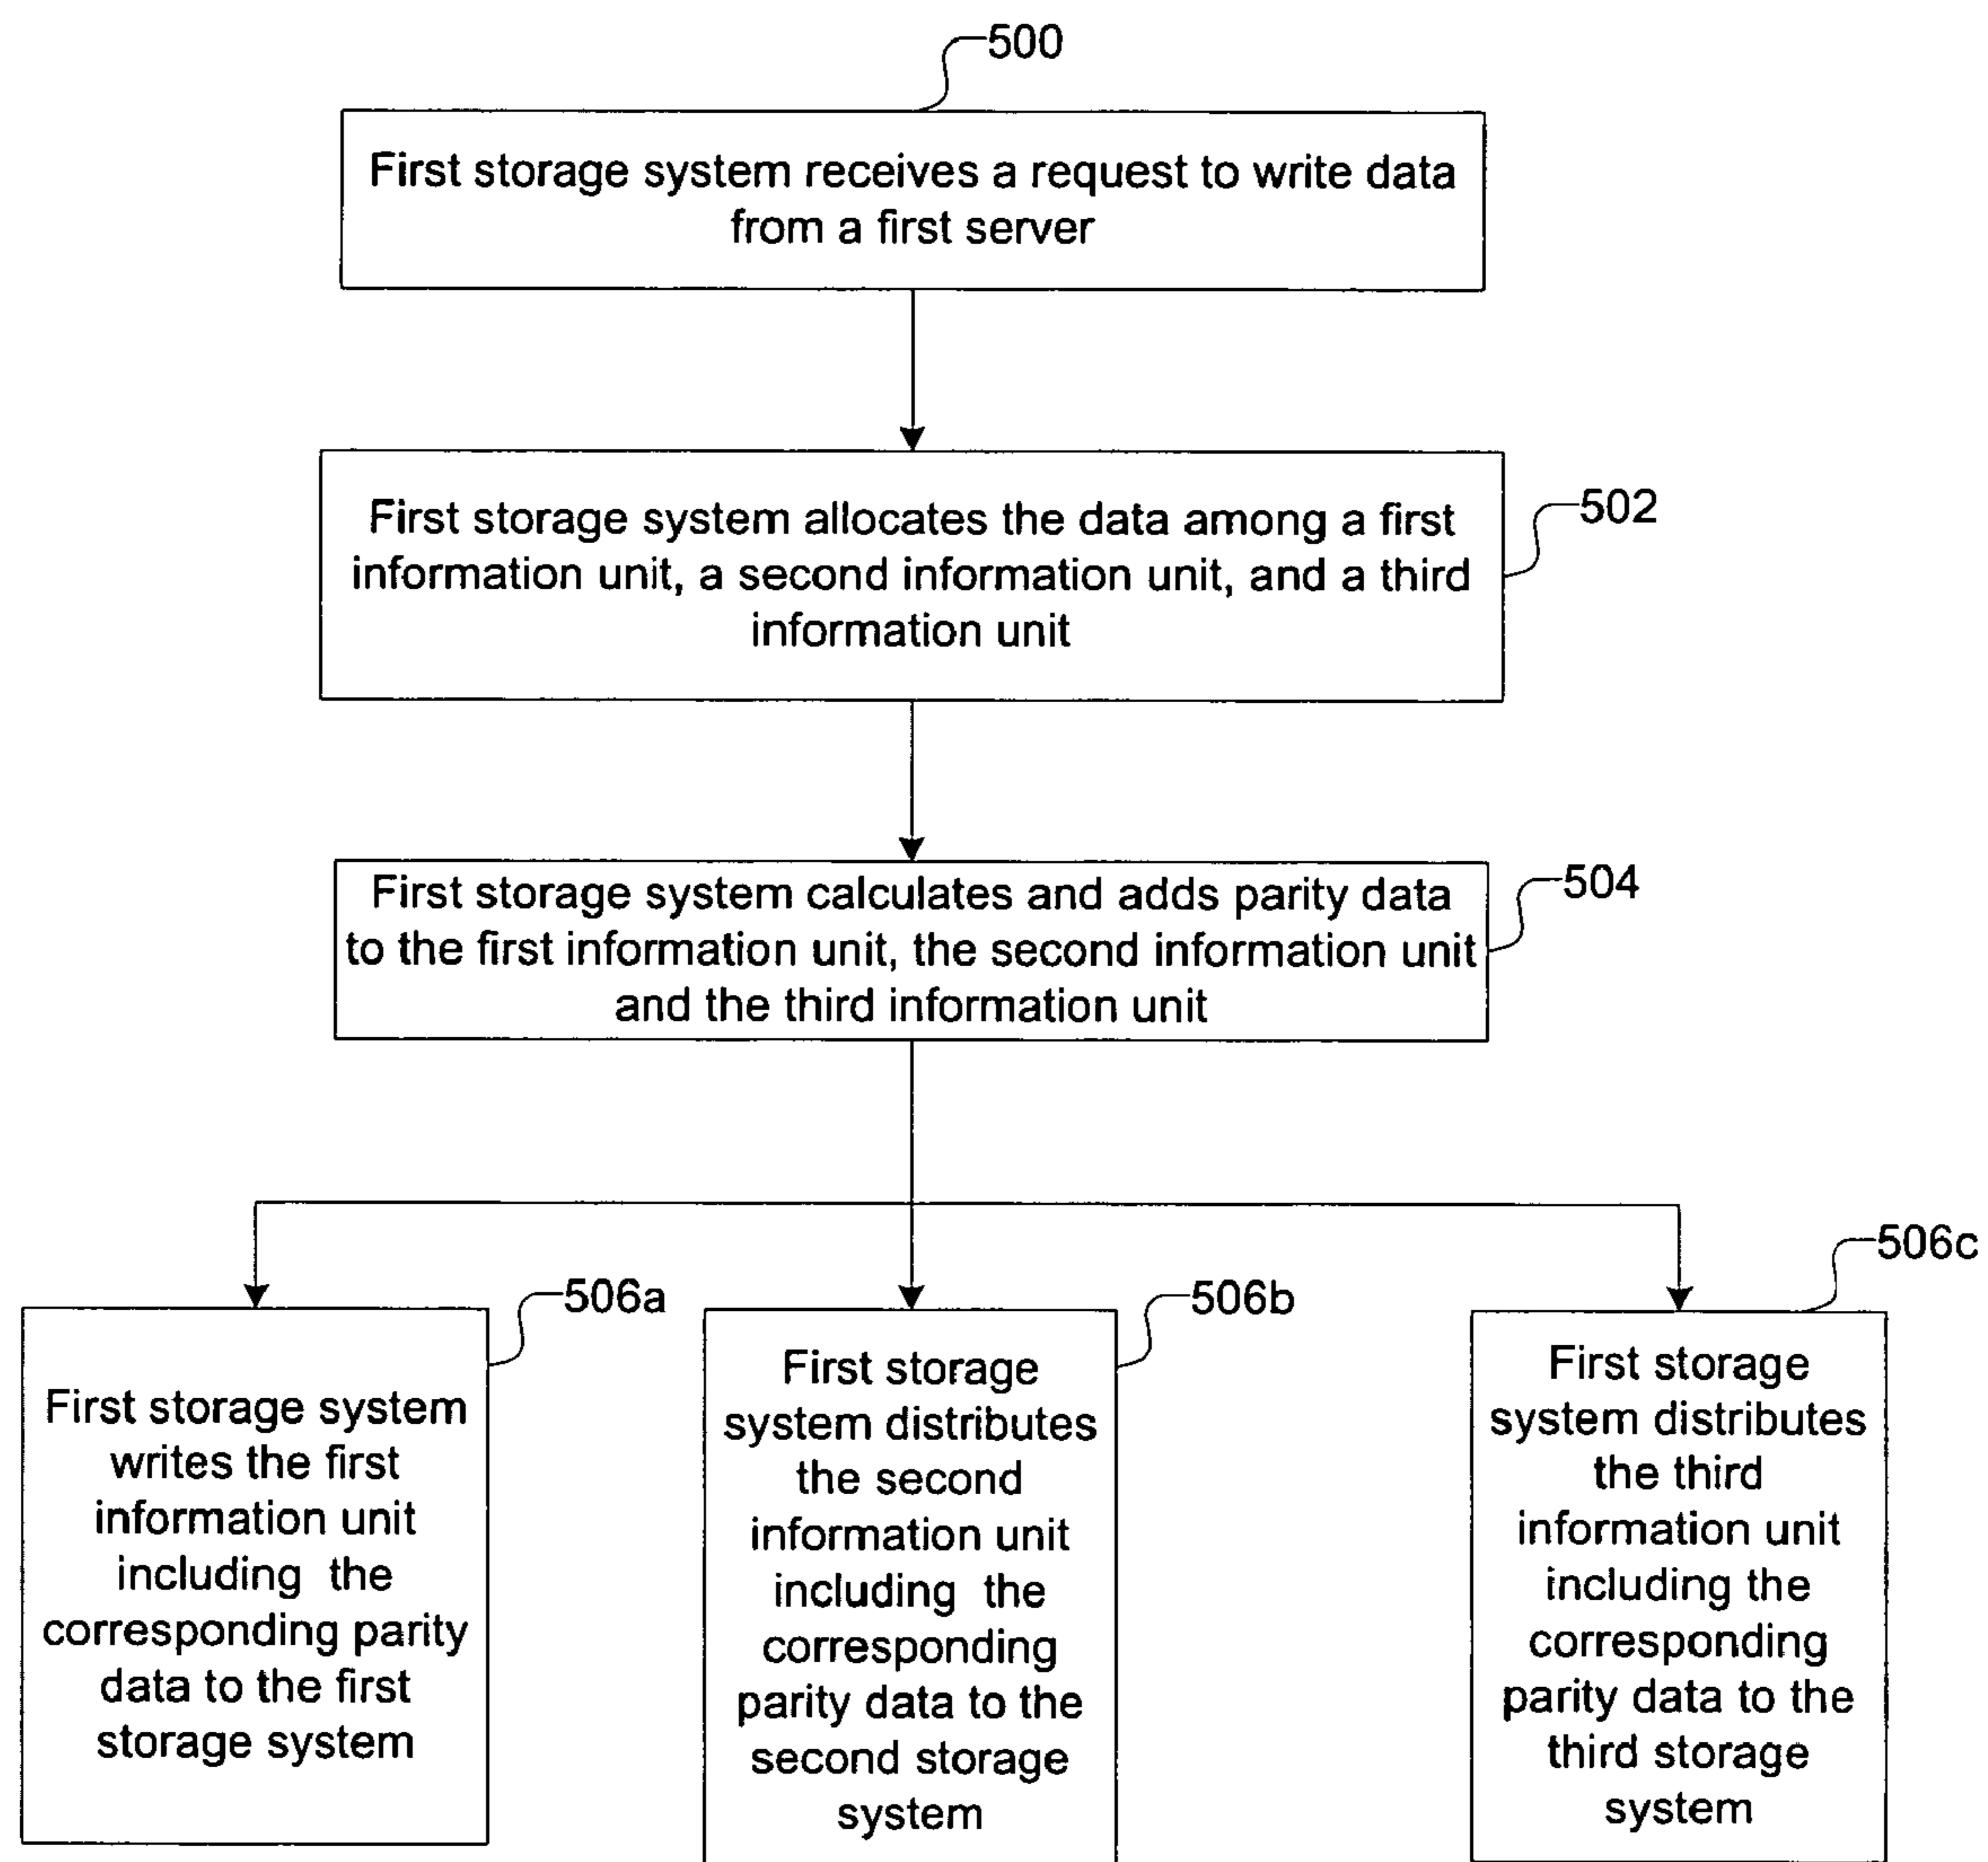 500
First storage system receives a request to write data
from a first server
502
First storage system allocates the data among a first
information unit, a second information unit, and a third
information unit
504
First storage system calculates and adds parity data
to the first information unit, the second information unit
and the third information unit
506a
First storage system
writes the first
information unit
including the
corresponding parity
data to the first
storage system
506b
First storage
system distributes
the second
information unit
including the
corresponding
parity data to the
second storage
system
506c
First storage
system distributes
the third
information unit
including the
corresponding
parity data to the
third storage
system